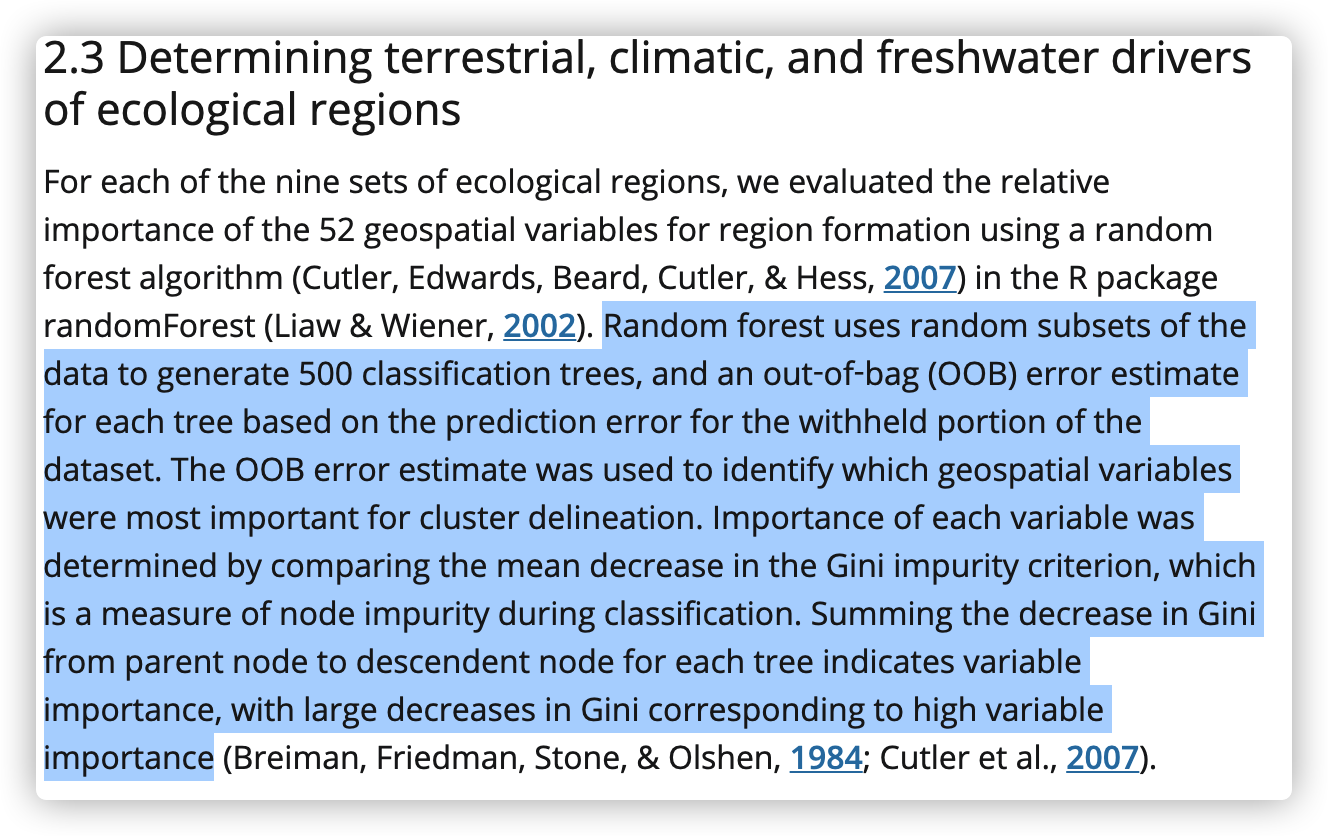 2.3 Determining terrestrial, climatic, and freshwater drivers
of ecological regions
For each of the nine sets of ecological regions, we evaluated the relative
importance of the 52 geospatial variables for region formation using a random
forest algorithm (Cutler, Edwards, Beard, Cutler, & Hess, 2007) in the R package
randomForest (Liaw & Wiener, 2002). Random forest uses random subsets of the
data to generate 500 classification trees, and an out-of-bag (OOB) error estimate
for each tree based on the prediction error for the withheld portion of the
dataset. The OOB error estimate was used to identify which geospatial variables
were most important for cluster delineation. Importance of each variable was
determined by comparing the mean decrease in the Gini impurity criterion, which
is a measure of node impurity during classification. Summing the decrease in Gini
from parent node to descendent node for each tree indicates variable
importance, with large decreases in Gini corresponding to high variable
importance (Breiman, Friedman, Stone, & Olshen, 1984; Cutler et al., 2007).